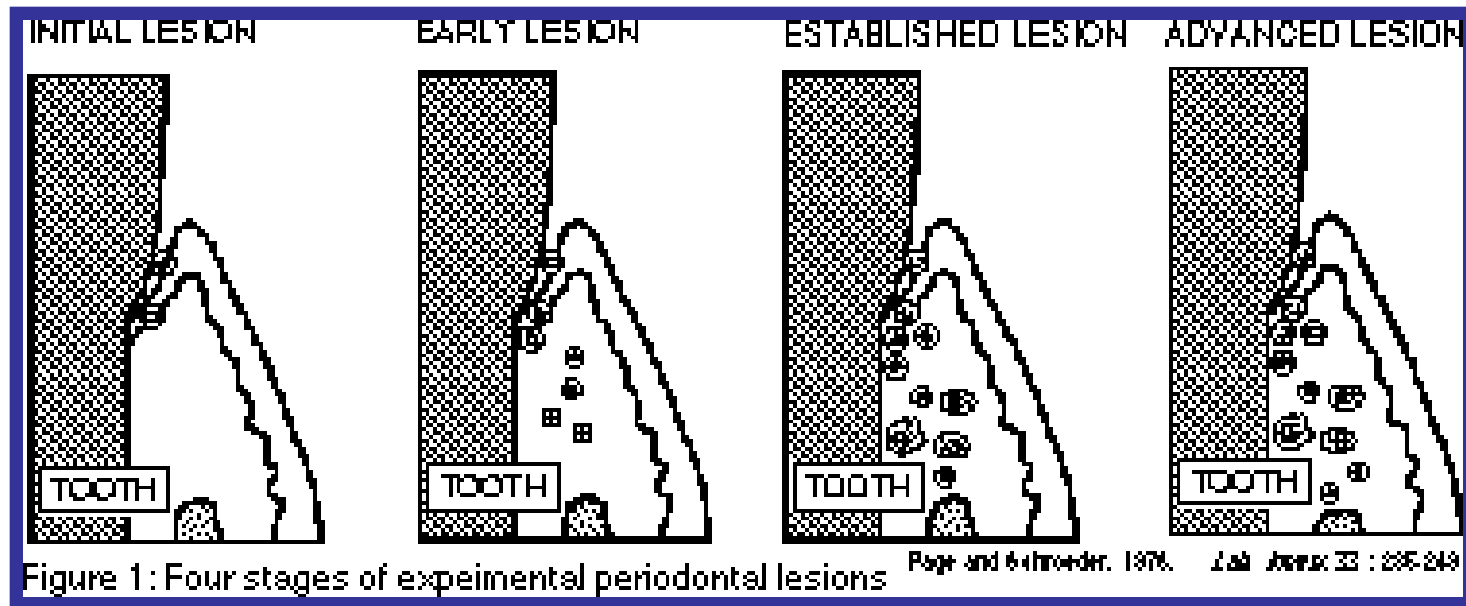 INITIAL LESION
EARLY LESION
ESTABLISHED LESION
ADVANCED LESION
TOOTH
TOOTH
TOOTH
TOOTH
Figure 1: Four stages of expeimental periodontal lesions
Page and Schroeder. 1976. 33 :